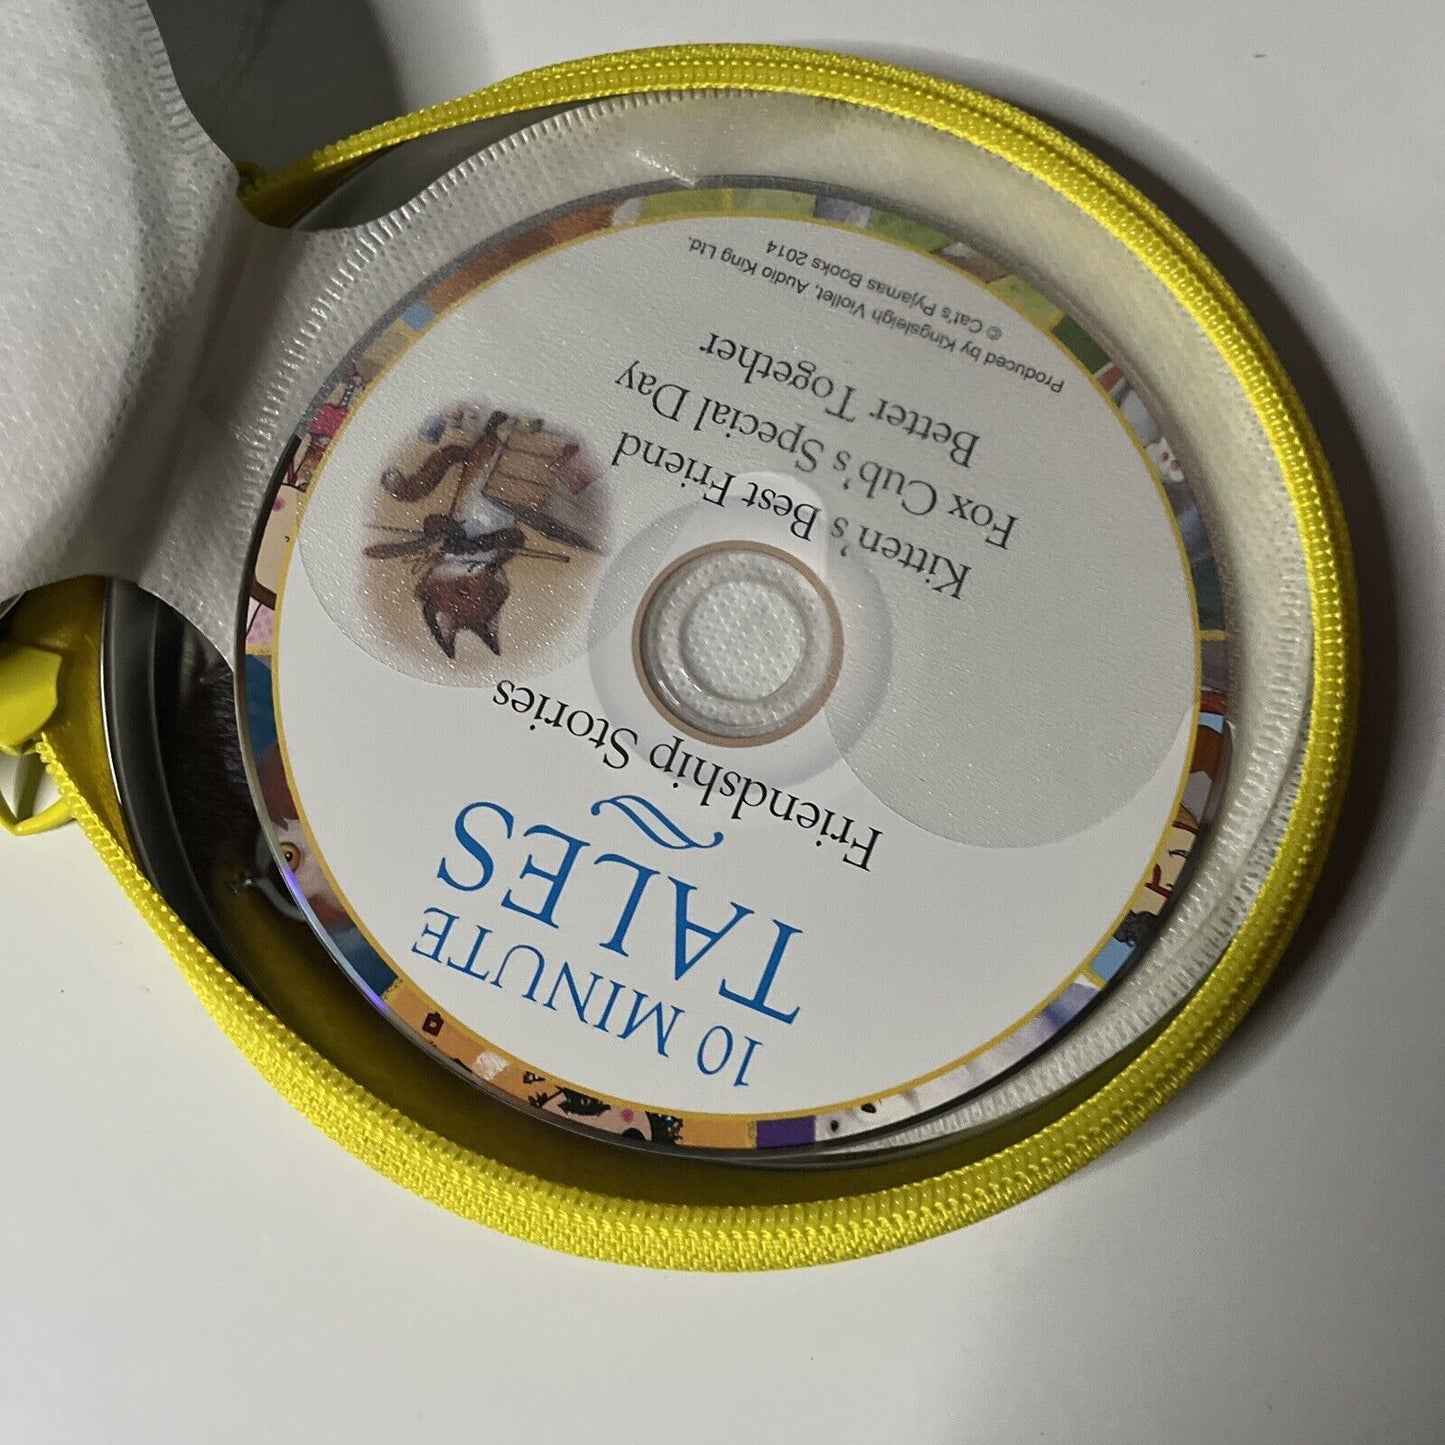 10 MINUTE
TALES
Friendship Stories
Kitten's Best Friend
Fox Cub's Special Day
Better Together
Produced by Kingsleigh Viollet, Audio King Ltd.
© Cat's Pyjamas Books 2014